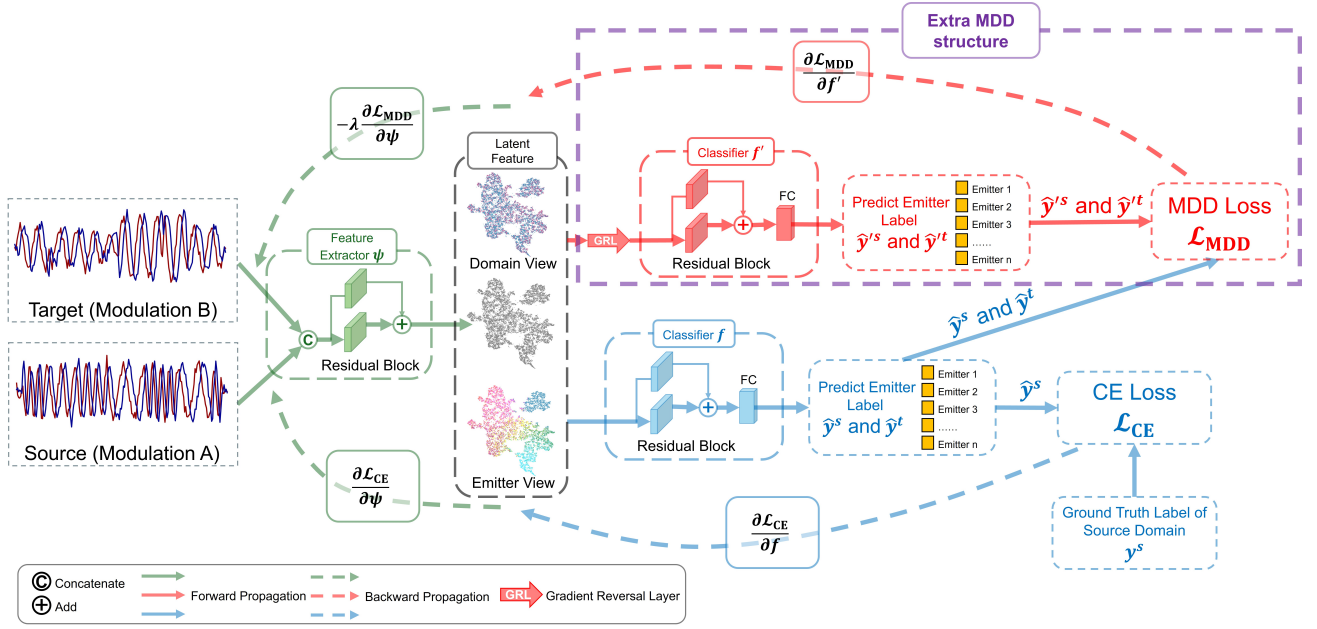 Extra MDD
structure
∂ℒ_MDD
∂f′
−λ ∂ℒ_MDD
∂ψ
Latent
Feature
Classifier f′
FC
GRL
Residual Block
Predict Emitter
Label
ŷ′ˢ and ŷ′ᵗ
Emitter 1
Emitter 2
Emitter 3
......
Emitter n
ŷ′ˢ and ŷ′ᵗ
MDD Loss
ℒ_MDD
Domain View
Feature
Extractor ψ
Target (Modulation B)
C
Residual Block
ŷˢ and ŷᵗ
Classifier f
FC
Residual Block
Predict Emitter
Label
ŷˢ and ŷᵗ
Emitter 1
Emitter 2
Emitter 3
......
Emitter n
ŷˢ
CE Loss
ℒ_CE
Source (Modulation A)
Emitter View
∂ℒ_CE
∂ψ
∂ℒ_CE
∂f
Ground Truth Label of
Source Domain
yˢ
C Concatenate
Add
Forward Propagation
Backward Propagation
GRL Gradient Reversal Layer